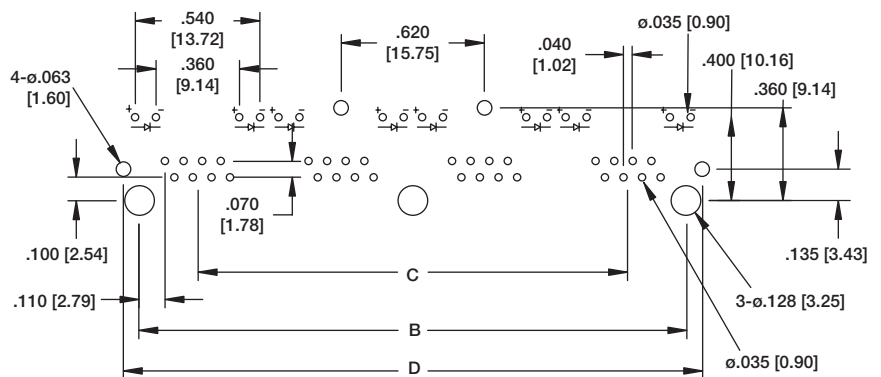 .540
[13.72]
.620
[15.75]
.040
[1.02]
ø.035 [0.90]
.400 [10.16]
.360
[9.14]
.360 [9.14]
4-ø.063
[1.60]
+ - + - + - + - + - + - + - + -
.070
[1.78]
.100 [2.54]
.135 [3.43]
.110 [2.79]
C
3-ø.128 [3.25]
B
ø.035 [0.90]
D